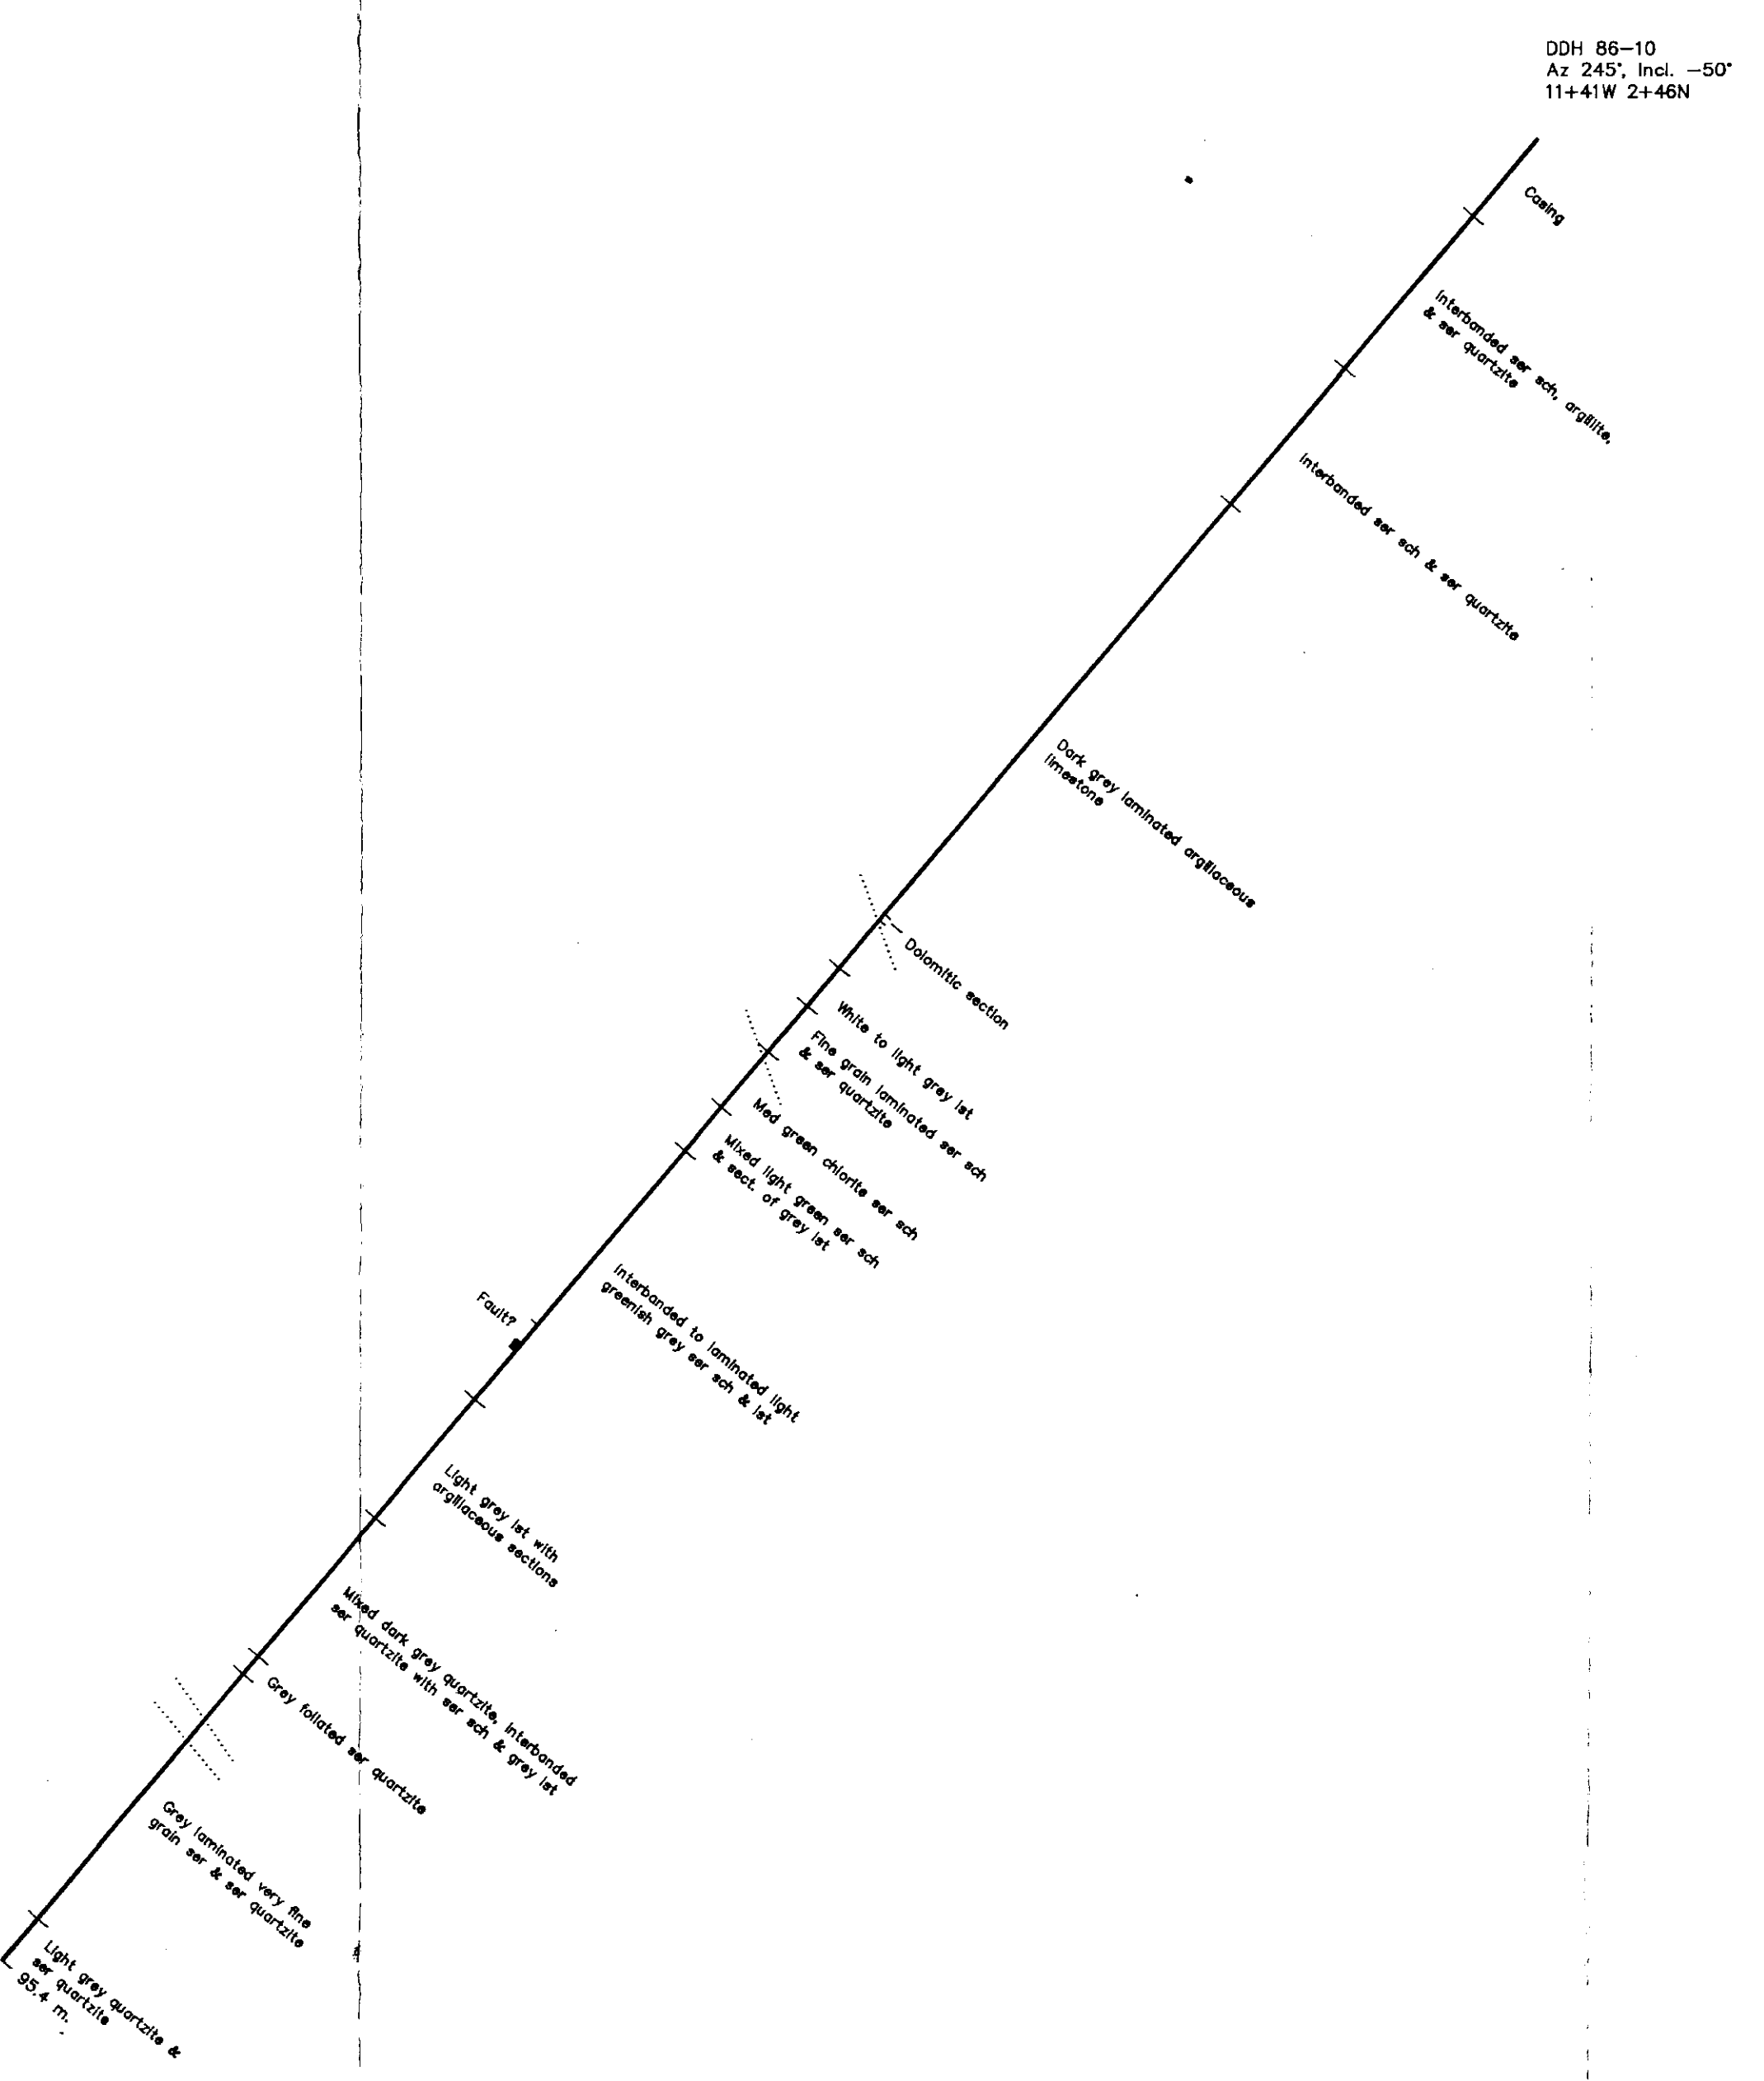 DDH 86-10
Az 245°, Incl. -50°
11+41W 2+46N
Casing
Interbanded ser sch, argillite,
& ser quartzite
Interbanded ser sch & ser quartzite
Dark grey laminated argillaceous
limestone
Dolomitic section
White to light grey lst
Fine grain laminated ser sch
& ser quartzite
Med green chlorite ser sch
Mixed light green ser sch
& sect. of grey lst
Interbanded to laminated light
greenish grey ser sch & lst
Fault?
Light grey lst with
argillaceous sections
Mixed dark grey quartzite, interbanded
ser quartzite with ser sch & grey lst
Grey foliated ser quartzite
Grey laminated very fine
grain ser & ser quartzite
Light grey quartzite &
ser quartzite
95.4 m.